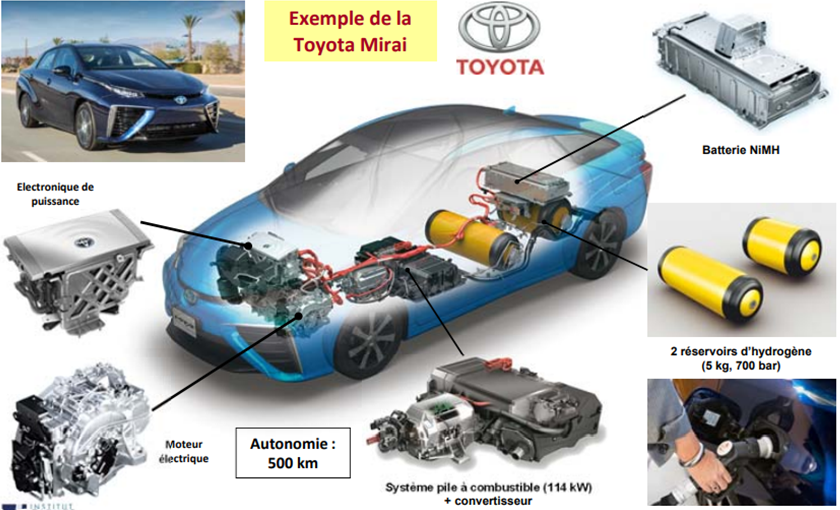 Exemple de la
Toyota Mirai
TOYOTA
Batterie NiMH
Electronique de
puissance
2 réservoirs d'hydrogène
(5 kg, 700 bar)
Moteur
électrique
Autonomie :
500 km
Système pile à combustible (114 kW)
+ convertisseur
INSTITUT